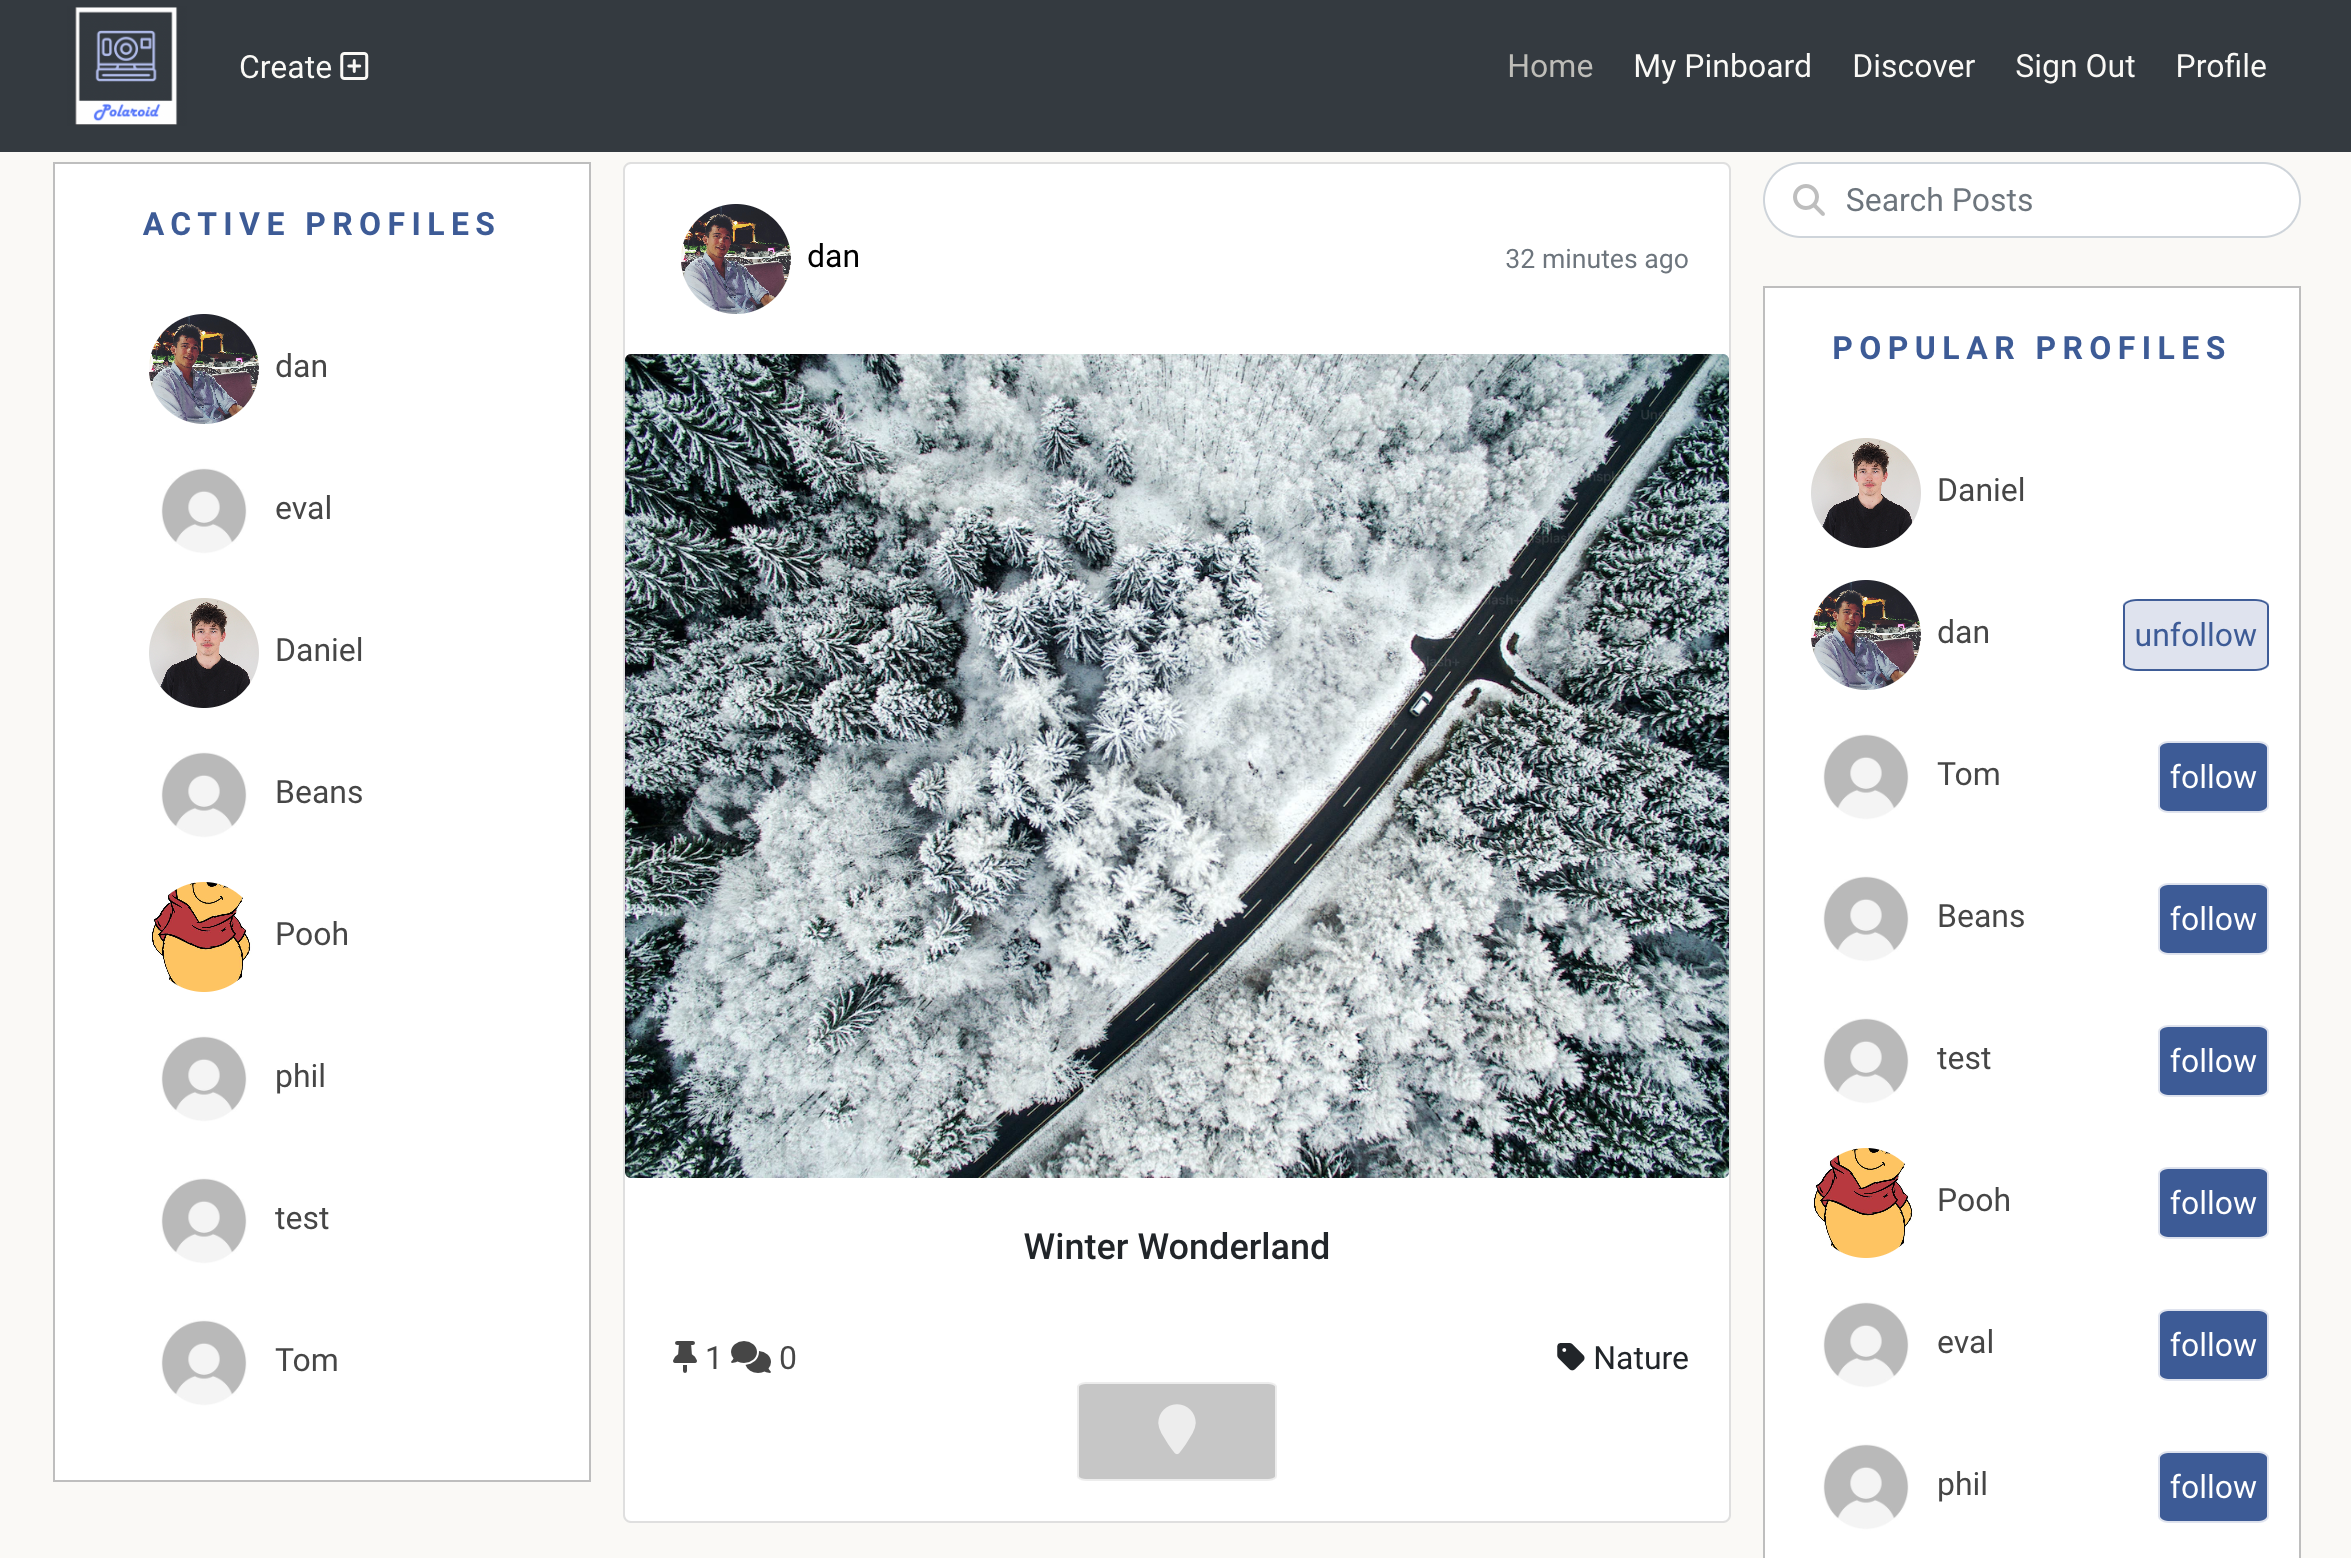 Polaroid
Create
Home
My Pinboard
Discover
Sign Out
Profile
ACTIVE PROFILES
dan
eval
Daniel
Beans
Pooh
phil
test
Tom
dan
32 minutes ago
Winter Wonderland
1
0
Nature
Search Posts
POPULAR PROFILES
Daniel
dan
unfollow
Tom
follow
Beans
follow
test
follow
Pooh
follow
eval
follow
phil
follow